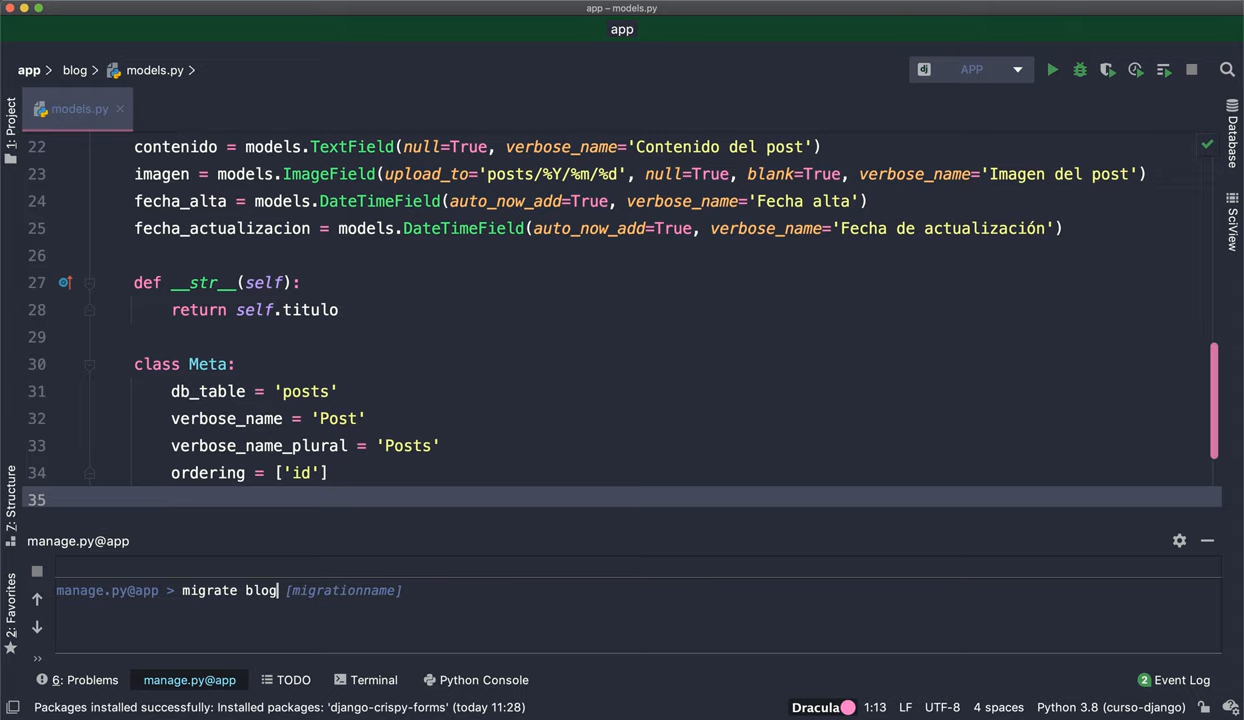 app – models.py
app
app > blog > models.py >
dj APP
models.py ×
1: Project
Database
SciView
7: Structure
2: Favorites
22 contenido = models.TextField(null=True, verbose_name='Contenido del post')
23 imagen = models.ImageField(upload_to='posts/%Y/%m/%d', null=True, blank=True, verbose_name='Imagen del post')
24 fecha_alta = models.DateTimeField(auto_now_add=True, verbose_name='Fecha alta')
25 fecha_actualizacion = models.DateTimeField(auto_now_add=True, verbose_name='Fecha de actualización')
26
27 def __str__(self):
28 return self.titulo
29
30 class Meta:
31 db_table = 'posts'
32 verbose_name = 'Post'
33 verbose_name_plural = 'Posts'
34 ordering = ['id']
35
manage.py@app
manage.py@app > migrate blog [migrationname]
»
6: Problems manage.py@app TODO Terminal Python Console 2 Event Log
Packages installed successfully: Installed packages: 'django-crispy-forms' (today 11:28) Dracula 1:13 LF UTF-8 4 spaces Python 3.8 (curso-django)